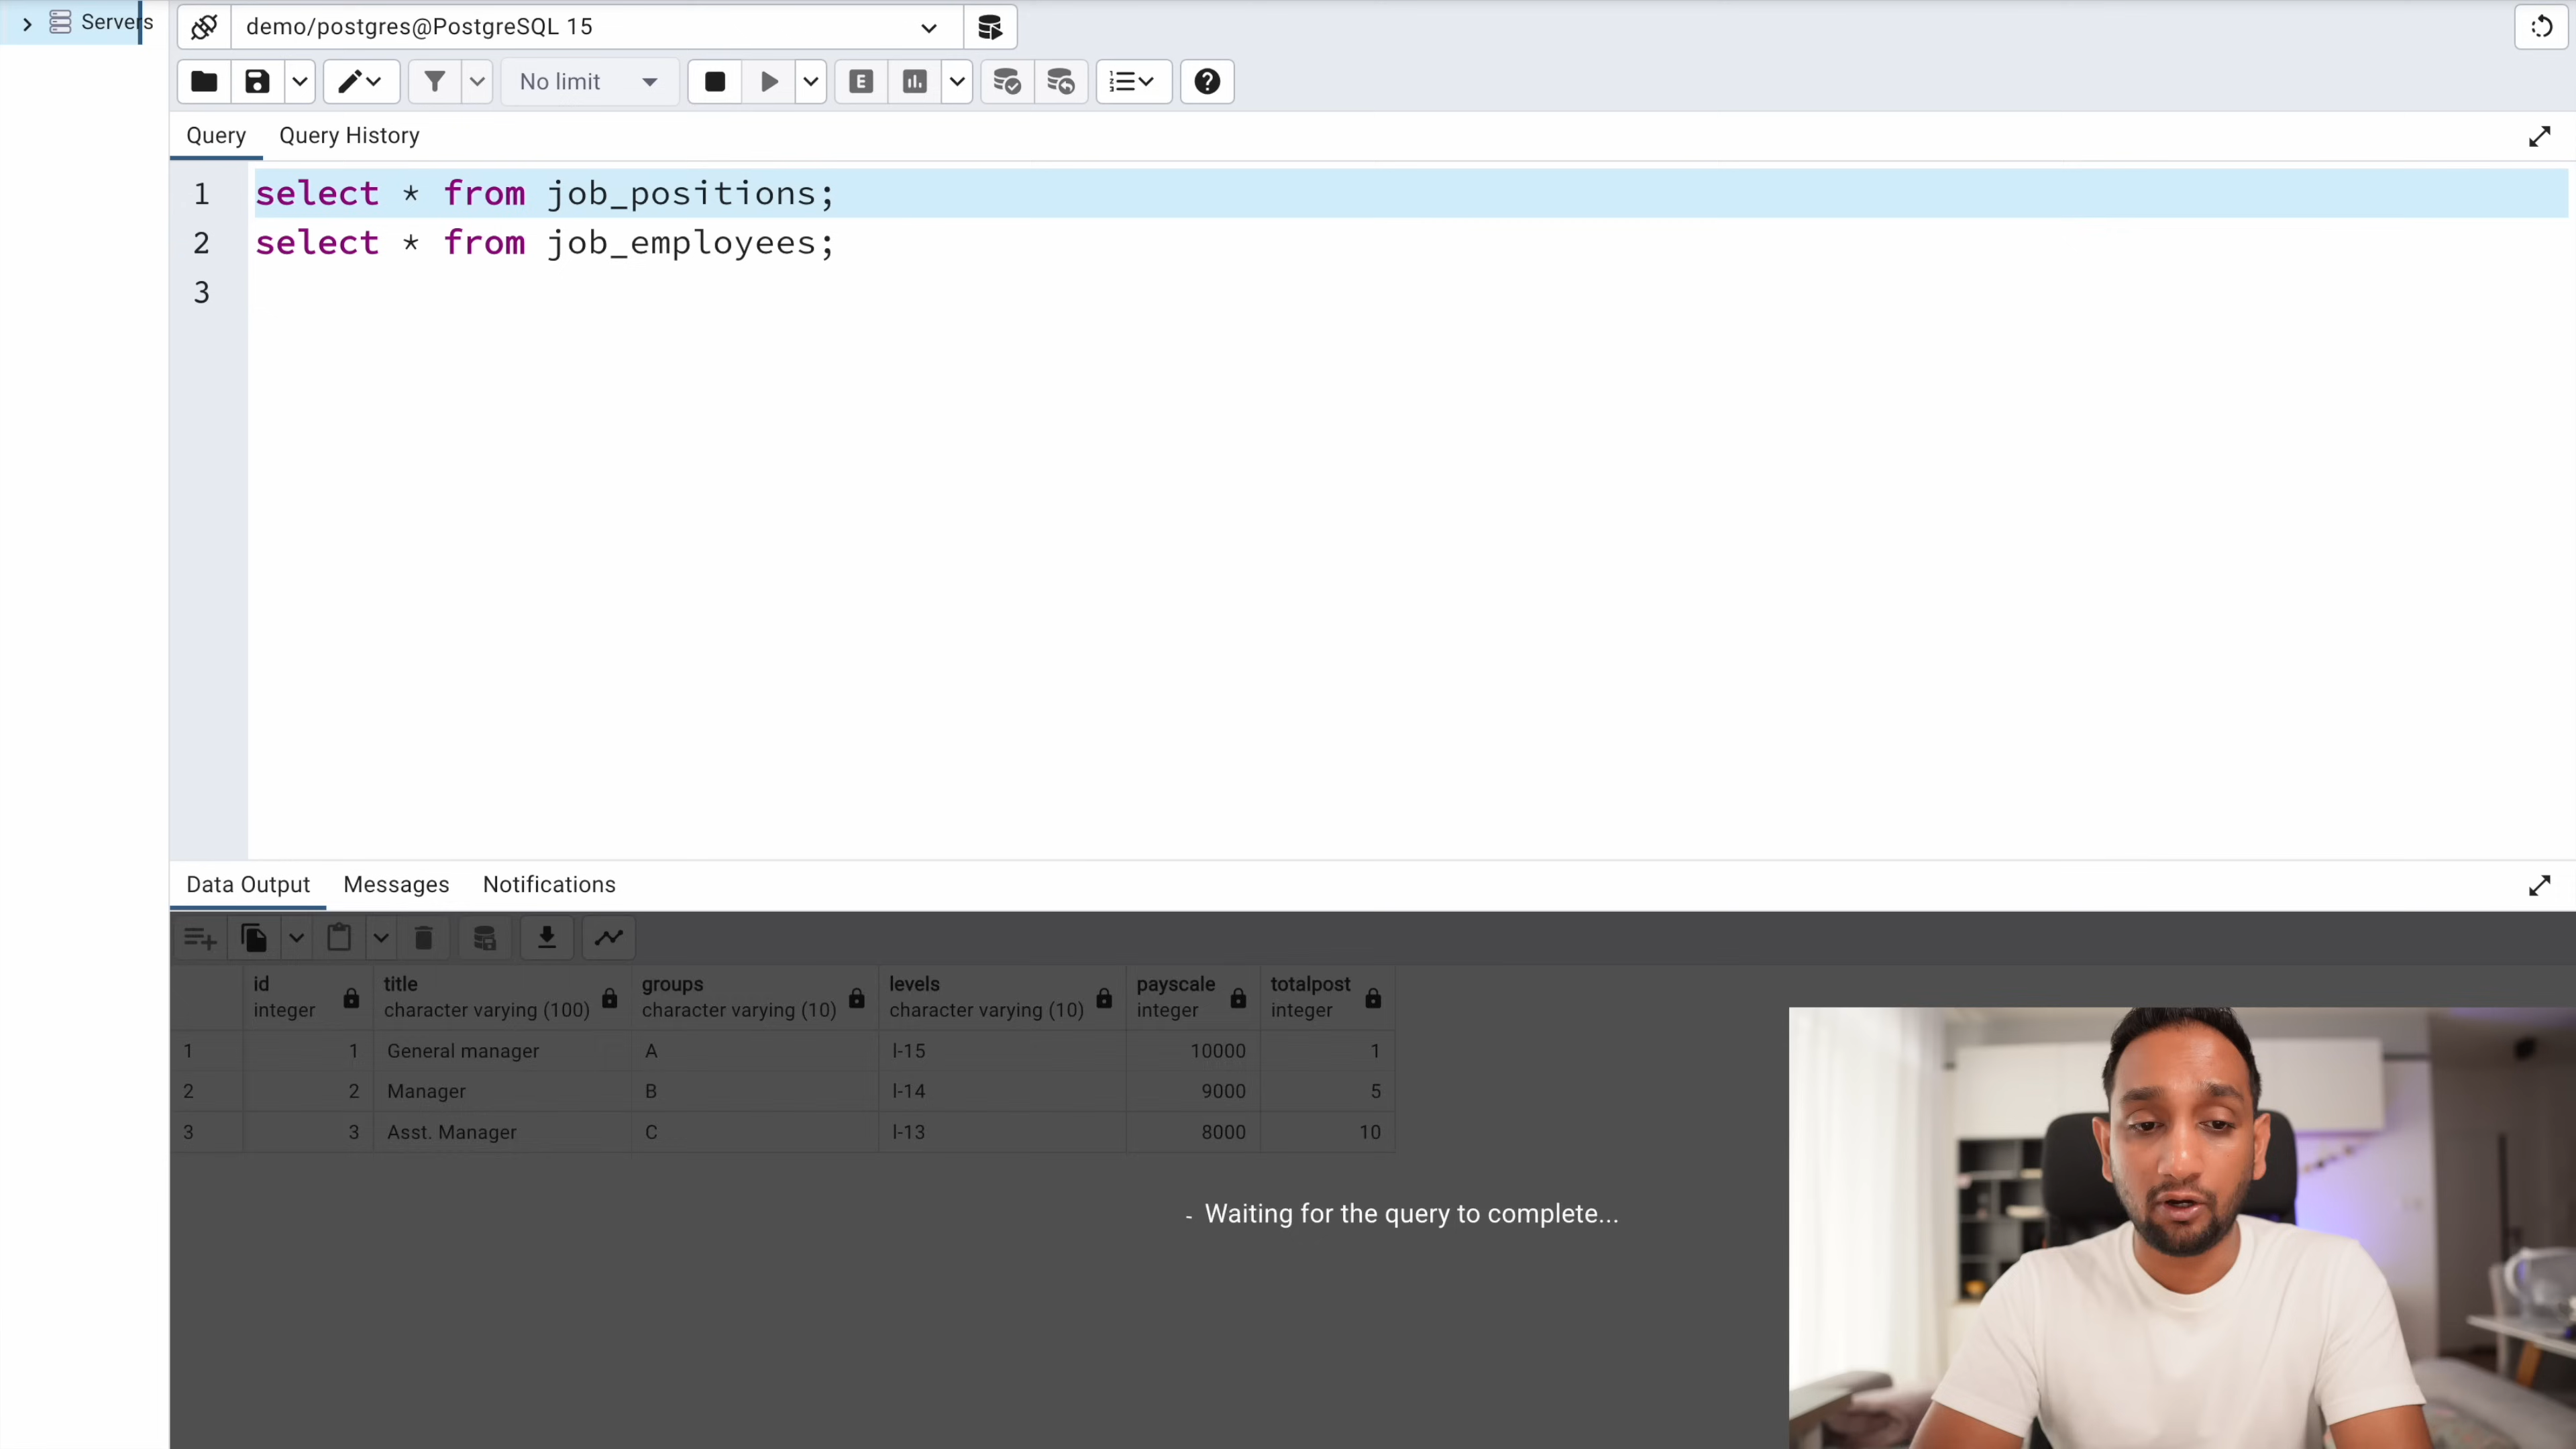 Servers
demo/postgres@PostgreSQL 15
No limit
E
Query Query History
1 select * from job_positions;
2 select * from job_employees;
3
Data Output Messages Notifications
id title groups levels payscale totalpost
integer character varying (100) character varying (10) character varying (10) integer integer
1 1 General manager A l-15 10000 1
2 2 Manager B l-14 9000 5
3 3 Asst. Manager C l-13 8000 10
- Waiting for the query to complete...